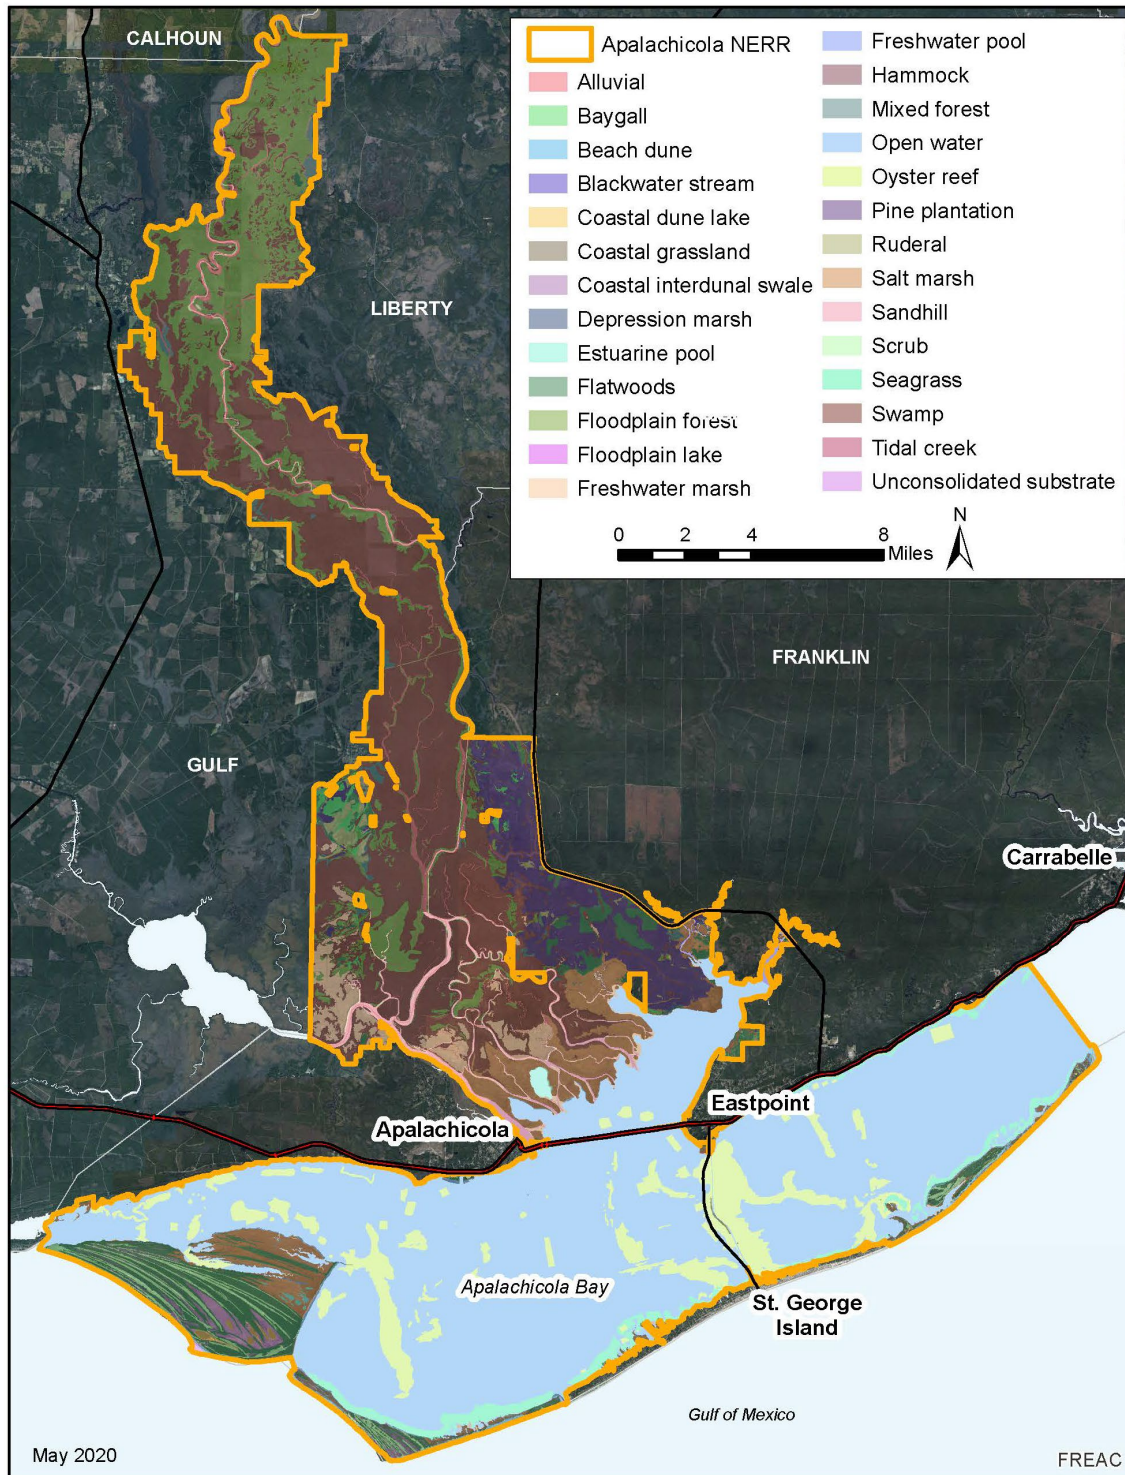 CALHOUN
LIBERTY
FRANKLIN
GULF
Carrabelle
Eastpoint
Apalachicola
Apalachicola Bay
St. George
Island
Gulf of Mexico
May 2020
FREAC
Apalachicola NERR
Alluvial
Baygall
Beach dune
Blackwater stream
Coastal dune lake
Coastal grassland
Coastal interdunal swale
Depression marsh
Estuarine pool
Flatwoods
Floodplain forest
Floodplain lake
Freshwater marsh
Freshwater pool
Hammock
Mixed forest
Open water
Oyster reef
Pine plantation
Ruderal
Salt marsh
Sandhill
Scrub
Seagrass
Swamp
Tidal creek
Unconsolidated substrate
0 2 4 8
Miles
N